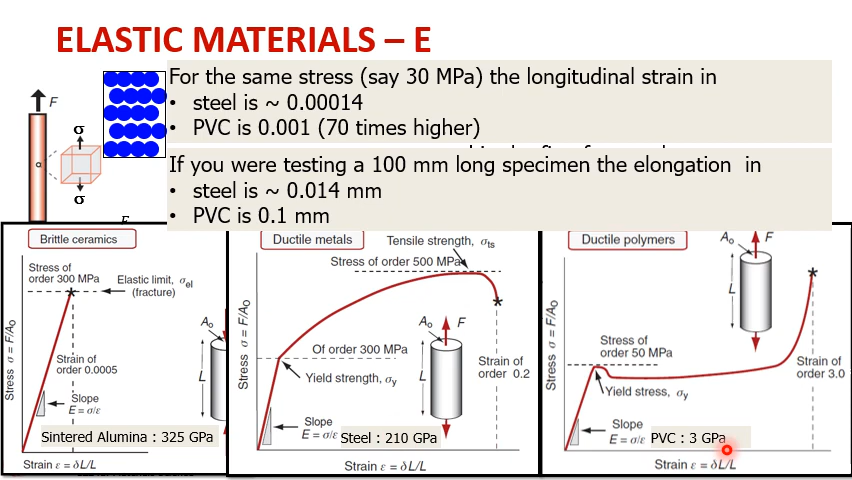 ELASTIC MATERIALS – E
F
σ
σ
For the same stress (say 30 MPa) the longitudinal strain in
• steel is ~ 0.00014
• PVC is 0.001 (70 times higher)
If you were testing a 100 mm long specimen the elongation in
• steel is ~ 0.014 mm
• PVC is 0.1 mm
Brittle ceramics
Stress of
order 300 MPa
Elastic limit, σel
(fracture)
Strain of
order 0.0005
Slope
E = σ/ε
Ao
L
Stress σ = F/Ao
Sintered Alumina : 325 GPa
Strain ε = δL/L
Ductile metals
Tensile strength, σts
Stress of order 500 MPa
Of order 300 MPa
Yield strength, σy
Ao
F
L
Strain of
order 0.2
Slope
E = σ/ε
Stress σ = F/Ao
Steel : 210 GPa
Strain ε = δL/L
Ductile polymers
Ao
F
L
Stress of
order 50 MPa
Yield stress, σy
Strain of
order 3.0
Slope
E = σ/ε
Stress σ = F/Ao
PVC : 3 GPa
Strain ε = δL/L